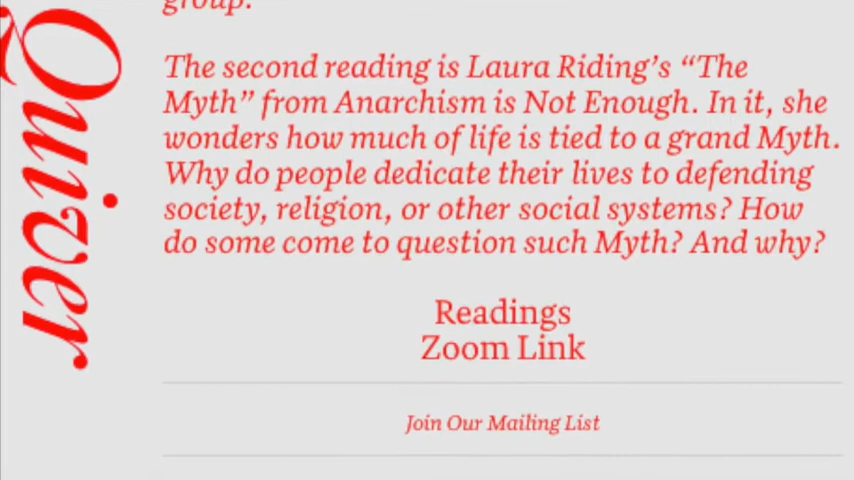 Quiver
group.
The second reading is Laura Riding’s “The
Myth” from Anarchism is Not Enough. In it, she
wonders how much of life is tied to a grand Myth.
Why do people dedicate their lives to defending
society, religion, or other social systems? How
do some come to question such Myth? And why?
Readings
Zoom Link
Join Our Mailing List